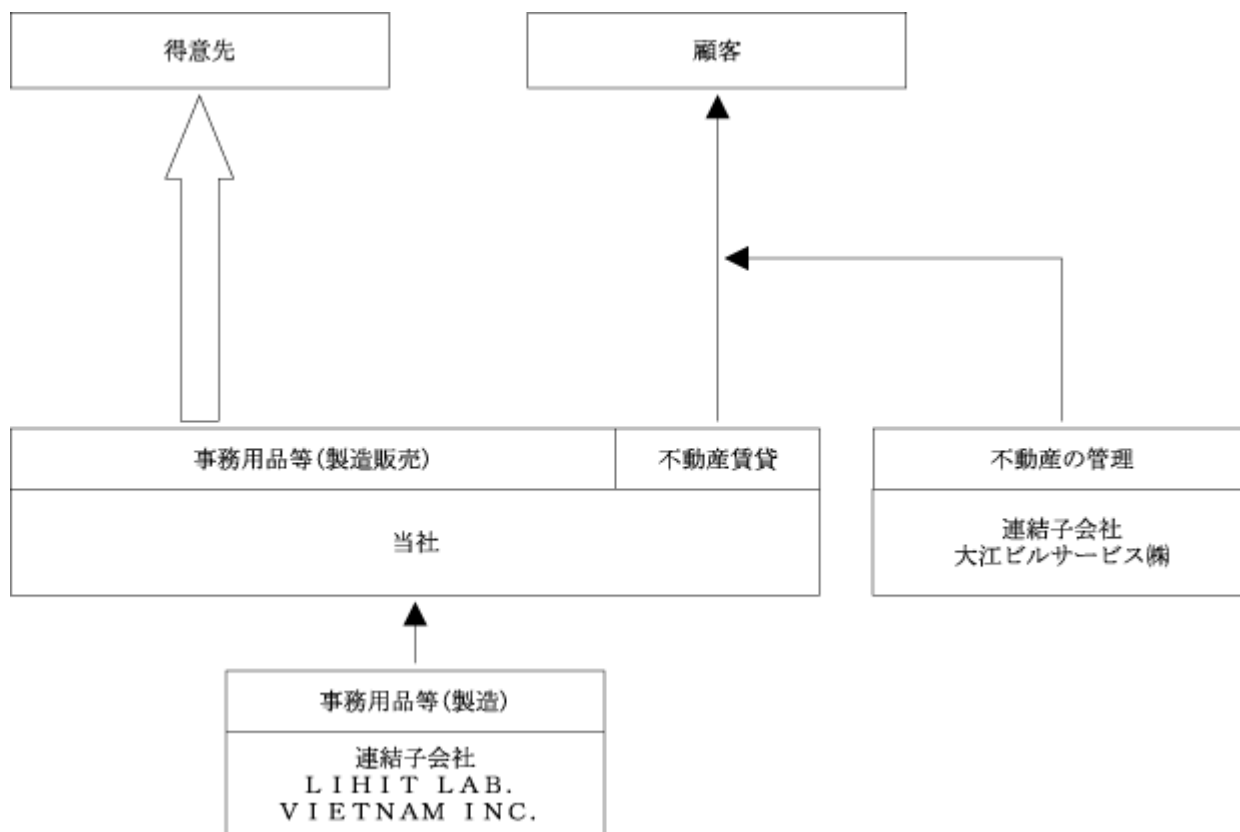 得意先
顧客
事務用品等(製造販売)
不動産賃貸
不動産の管理
当社
連結子会社
大江ビルサービス㈱
事務用品等(製造)
連結子会社
ＬＩＨＩＴ ＬＡＢ.
ＶＩＥＴＮＡＭ ＩＮＣ.